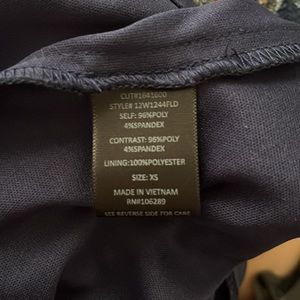 CUT#1641600
STYLE# 12W1244FLD
SELF: 96%POLY
4%SPANDEX
CONTRAST: 96%POLY
4%SPANDEX
LINING:100%POLYESTER
SIZE: XS
MADE IN VIETNAM
RN#106289
SEE REVERSE SIDE FOR CARE